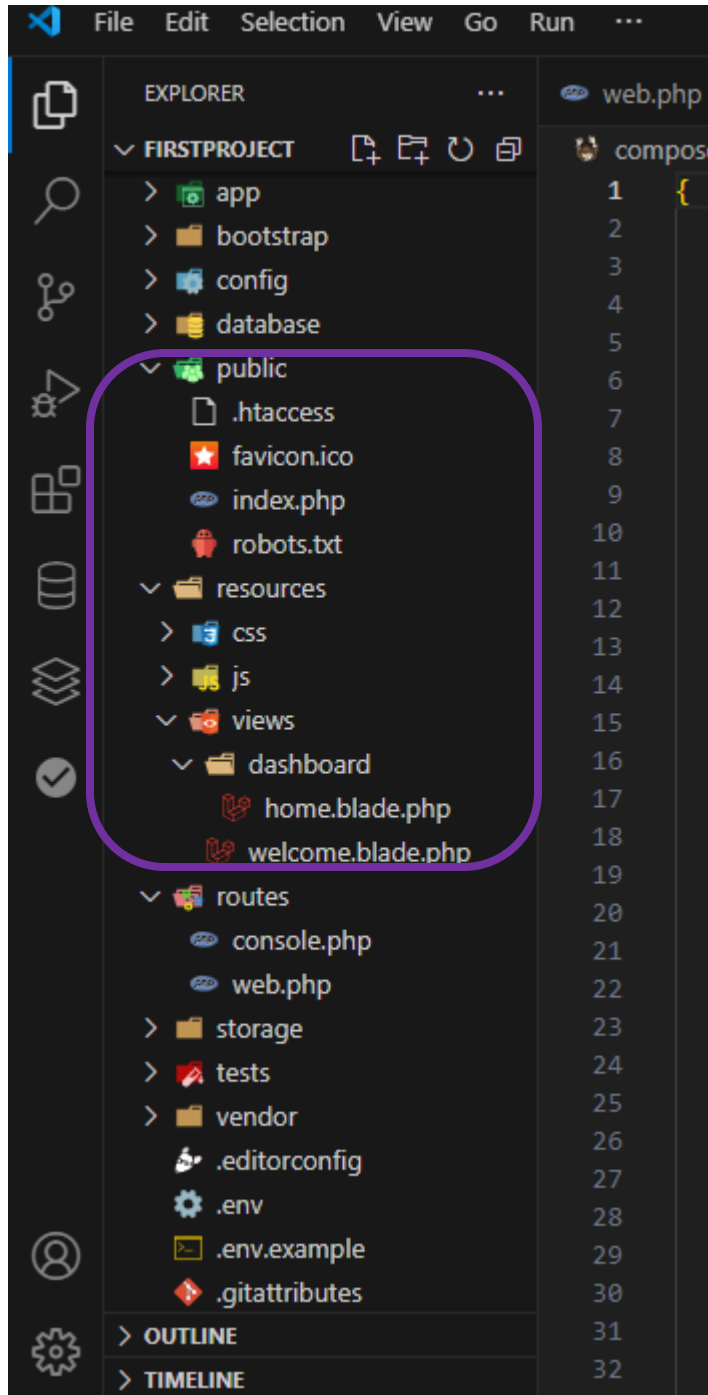 File Edit Selection View Go Run ...
EXPLORER ...
web.php
FIRSTPROJECT
compos
app
bootstrap
config
database
public
.htaccess
favicon.ico
index.php
robots.txt
resources
css
js
views
dashboard
home.blade.php
welcome.blade.php
routes
console.php
web.php
storage
tests
vendor
.editorconfig
.env
.env.example
.gitattributes
OUTLINE
TIMELINE
1 {
2
3
4
5
6
7
8
9
10
11
12
13
14
15
16
17
18
19
20
21
22
23
24
25
26
27
28
29
30
31
32